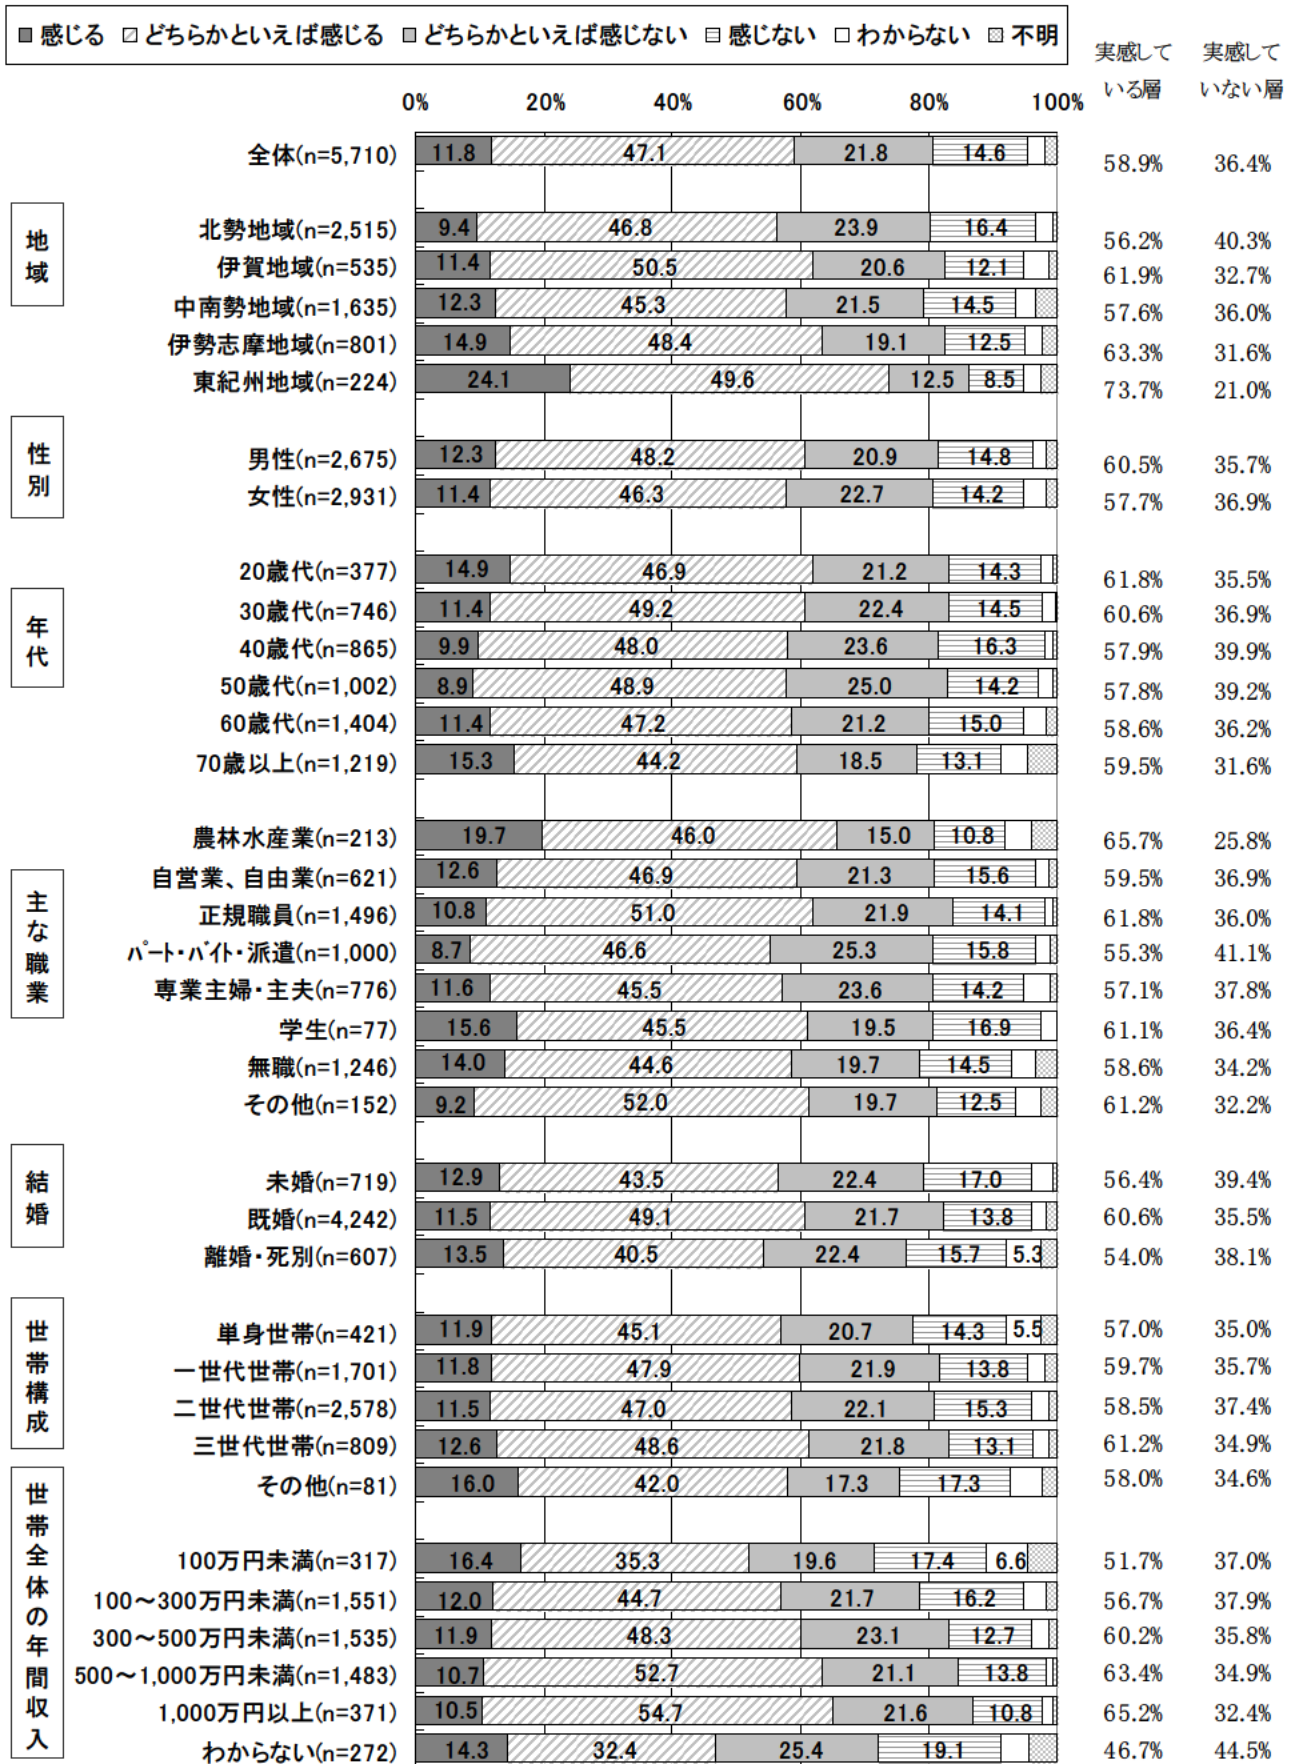 感じる どちらかといえば感じる どちらかといえば感じない 感じない わからない 不明
実感して 実感して
いる層 いない層
0% 20% 40% 60% 80% 100%
全体(n=5,710) 11.8 47.1 21.8 14.6 58.9% 36.4%
地域
北勢地域(n=2,515) 9.4 46.8 23.9 16.4 56.2% 40.3%
伊賀地域(n=535) 11.4 50.5 20.6 12.1 61.9% 32.7%
中南勢地域(n=1,635) 12.3 45.3 21.5 14.5 57.6% 36.0%
伊勢志摩地域(n=801) 14.9 48.4 19.1 12.5 63.3% 31.6%
東紀州地域(n=224) 24.1 49.6 12.5 8.5 73.7% 21.0%
性別
男性(n=2,675) 12.3 48.2 20.9 14.8 60.5% 35.7%
女性(n=2,931) 11.4 46.3 22.7 14.2 57.7% 36.9%
年代
20歳代(n=377) 14.9 46.9 21.2 14.3 61.8% 35.5%
30歳代(n=746) 11.4 49.2 22.4 14.5 60.6% 36.9%
40歳代(n=865) 9.9 48.0 23.6 16.3 57.9% 39.9%
50歳代(n=1,002) 8.9 48.9 25.0 14.2 57.8% 39.2%
60歳代(n=1,404) 11.4 47.2 21.2 15.0 58.6% 36.2%
70歳以上(n=1,219) 15.3 44.2 18.5 13.1 59.5% 31.6%
主な職業
農林水産業(n=213) 19.7 46.0 15.0 10.8 65.7% 25.8%
自営業、自由業(n=621) 12.6 46.9 21.3 15.6 59.5% 36.9%
正規職員(n=1,496) 10.8 51.0 21.9 14.1 61.8% 36.0%
ﾊﾟｰﾄ・ﾊﾞｲﾄ・派遣(n=1,000) 8.7 46.6 25.3 15.8 55.3% 41.1%
専業主婦・主夫(n=776) 11.6 45.5 23.6 14.2 57.1% 37.8%
学生(n=77) 15.6 45.5 19.5 16.9 61.1% 36.4%
無職(n=1,246) 14.0 44.6 19.7 14.5 58.6% 34.2%
その他(n=152) 9.2 52.0 19.7 12.5 61.2% 32.2%
結婚
未婚(n=719) 12.9 43.5 22.4 17.0 56.4% 39.4%
既婚(n=4,242) 11.5 49.1 21.7 13.8 60.6% 35.5%
離婚・死別(n=607) 13.5 40.5 22.4 15.7 5.3 54.0% 38.1%
世帯構成
単身世帯(n=421) 11.9 45.1 20.7 14.3 5.5 57.0% 35.0%
一世代世帯(n=1,701) 11.8 47.9 21.9 13.8 59.7% 35.7%
二世代世帯(n=2,578) 11.5 47.0 22.1 15.3 58.5% 37.4%
三世代世帯(n=809) 12.6 48.6 21.8 13.1 61.2% 34.9%
その他(n=81) 16.0 42.0 17.3 17.3 58.0% 34.6%
世帯全体の年間収入
100万円未満(n=317) 16.4 35.3 19.6 17.4 6.6 51.7% 37.0%
100～300万円未満(n=1,551) 12.0 44.7 21.7 16.2 56.7% 37.9%
300～500万円未満(n=1,535) 11.9 48.3 23.1 12.7 60.2% 35.8%
500～1,000万円未満(n=1,483) 10.7 52.7 21.1 13.8 63.4% 34.9%
1,000万円以上(n=371) 10.5 54.7 21.6 10.8 65.2% 32.4%
わからない(n=272) 14.3 32.4 25.4 19.1 46.7% 44.5%